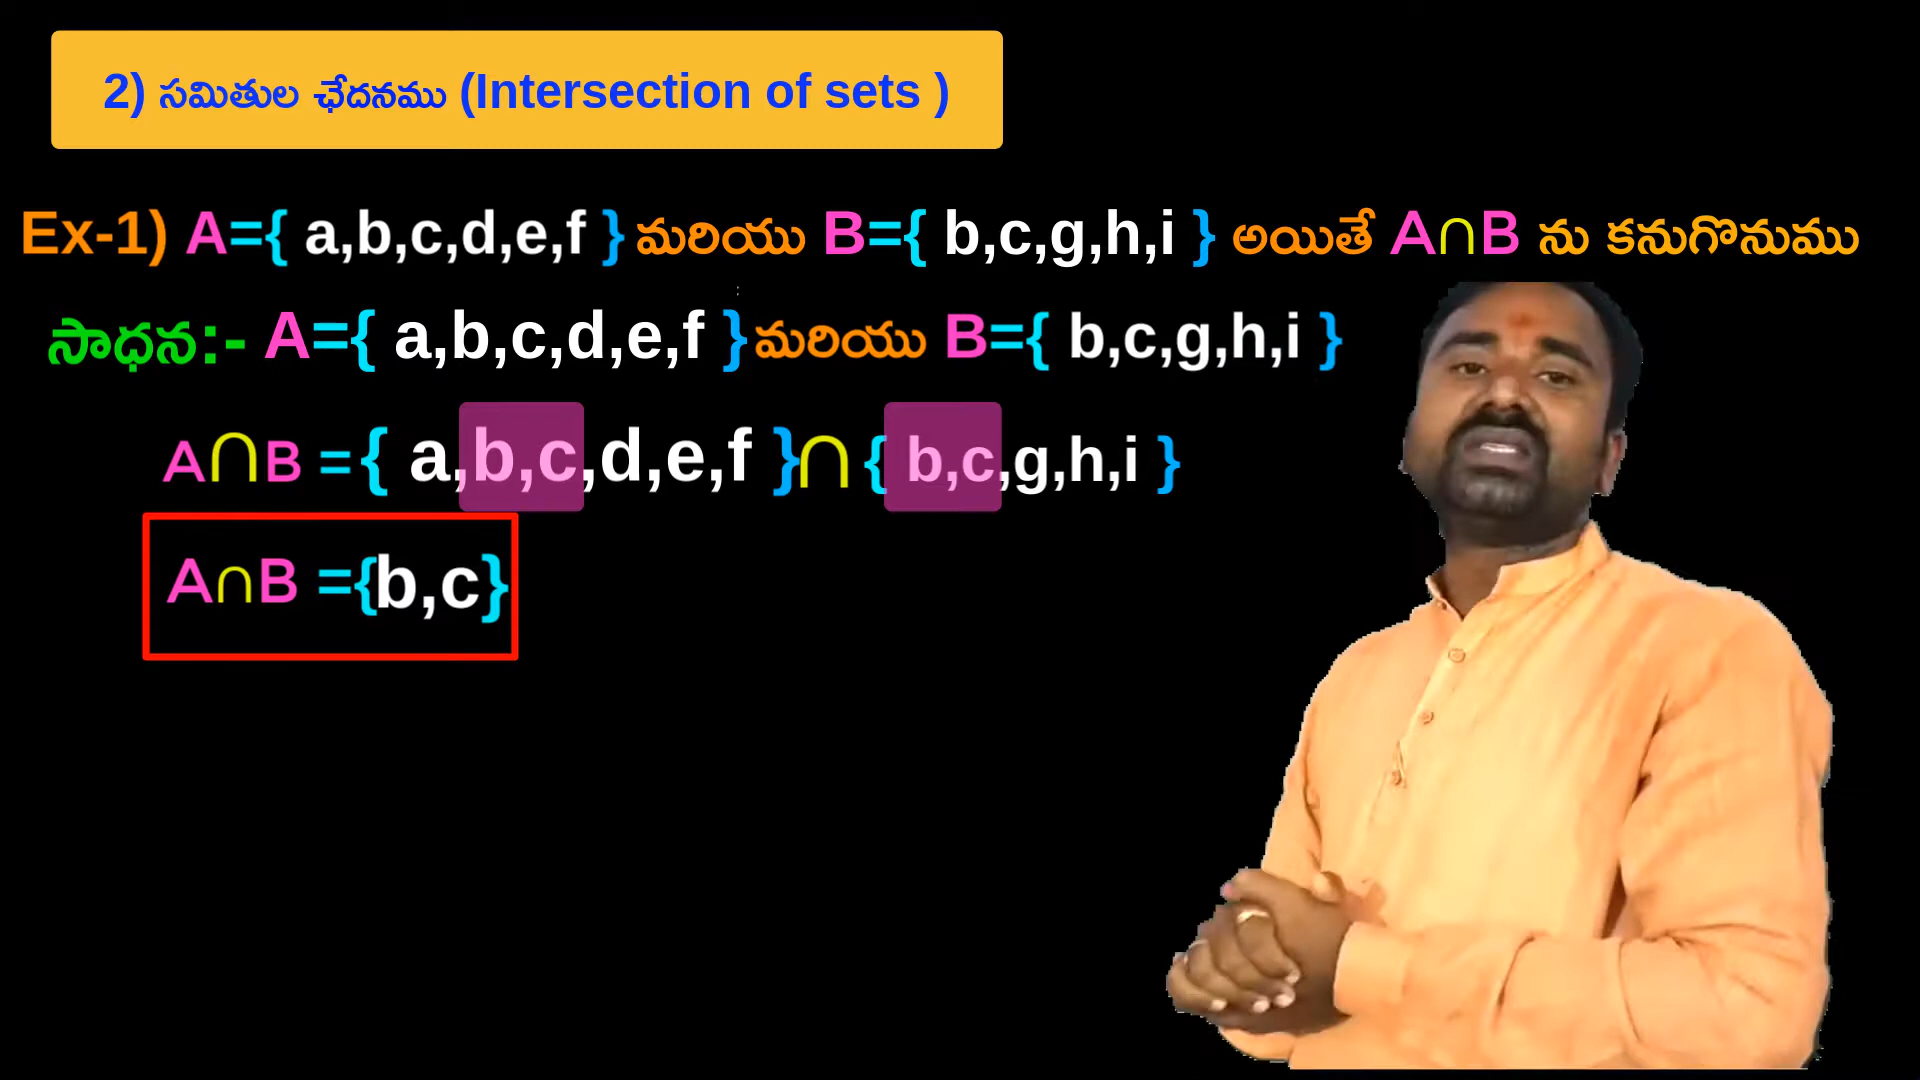 2) సమితుల ఛేదనము (Intersection of sets )
Ex-1) A={ a,b,c,d,e,f } మరియు B={ b,c,g,h,i } అయితే A∩B ను కనుగొనుము
సాధన:- A={ a,b,c,d,e,f } మరియు B={ b,c,g,h,i }
A∩B ={ a,b,c,d,e,f }∩ { b,c,g,h,i }
A∩B ={b,c}